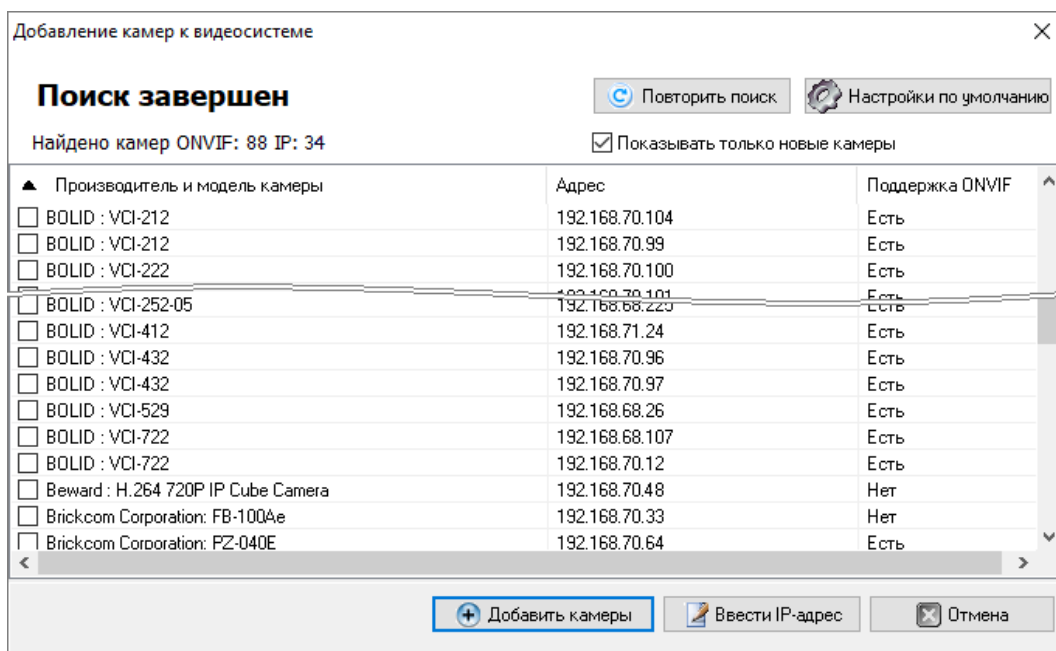 Добавление камер к видеосистеме
Поиск завершен
Повторить поиск
Настройки по умолчанию
Найдено камер ONVIF: 88 IP: 34
Показывать только новые камеры
Производитель и модель камеры Адрес Поддержка ONVIF
BOLID : VCI-212 192.168.70.104 Есть
BOLID : VCI-212 192.168.70.99 Есть
BOLID : VCI-222 192.168.70.100 Есть
192.168.70.101 Есть
BOLID : VCI-252-05 192.168.68.225 Есть
BOLID : VCI-412 192.168.71.24 Есть
BOLID : VCI-432 192.168.70.96 Есть
BOLID : VCI-432 192.168.70.97 Есть
BOLID : VCI-529 192.168.68.26 Есть
BOLID : VCI-722 192.168.68.107 Есть
BOLID : VCI-722 192.168.70.12 Есть
Beward : H.264 720P IP Cube Camera 192.168.70.48 Нет
Brickcom Corporation: FB-100Ae 192.168.70.33 Нет
Brickcom Corporation: PZ-040E 192.168.70.64 Есть
Добавить камеры
Ввести IP-адрес
Отмена